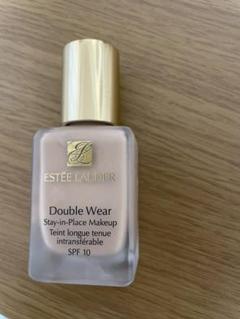 ESTĒE LAUDER
Double Wear
Stay-in-Place Makeup
Teint longue tenue
intransférable
SPF 10